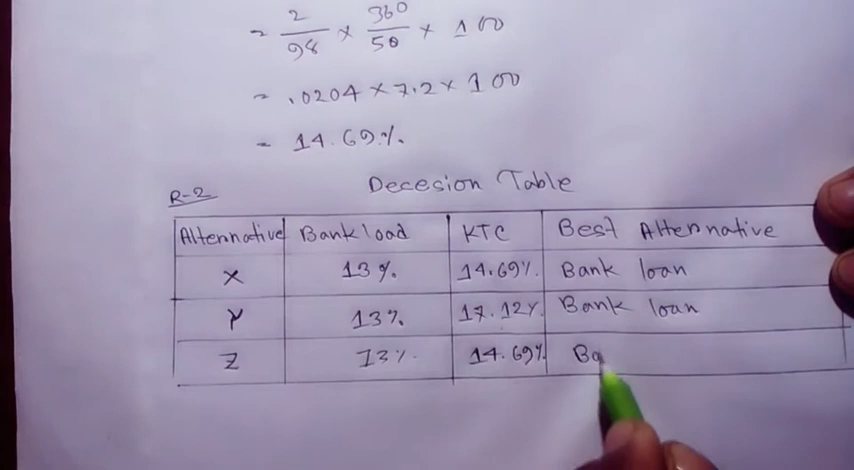 = 2/98 × 360/50 × 100
= .0204 × 7.2 × 100
= 14.69%.
R-2 Decesion Table
Alternative Bank load KTC Best Alternative
X 13%. 14.69%. Bank loan
Y 13%. 17.12%. Bank loan
Z 13%. 14.69%. Ba